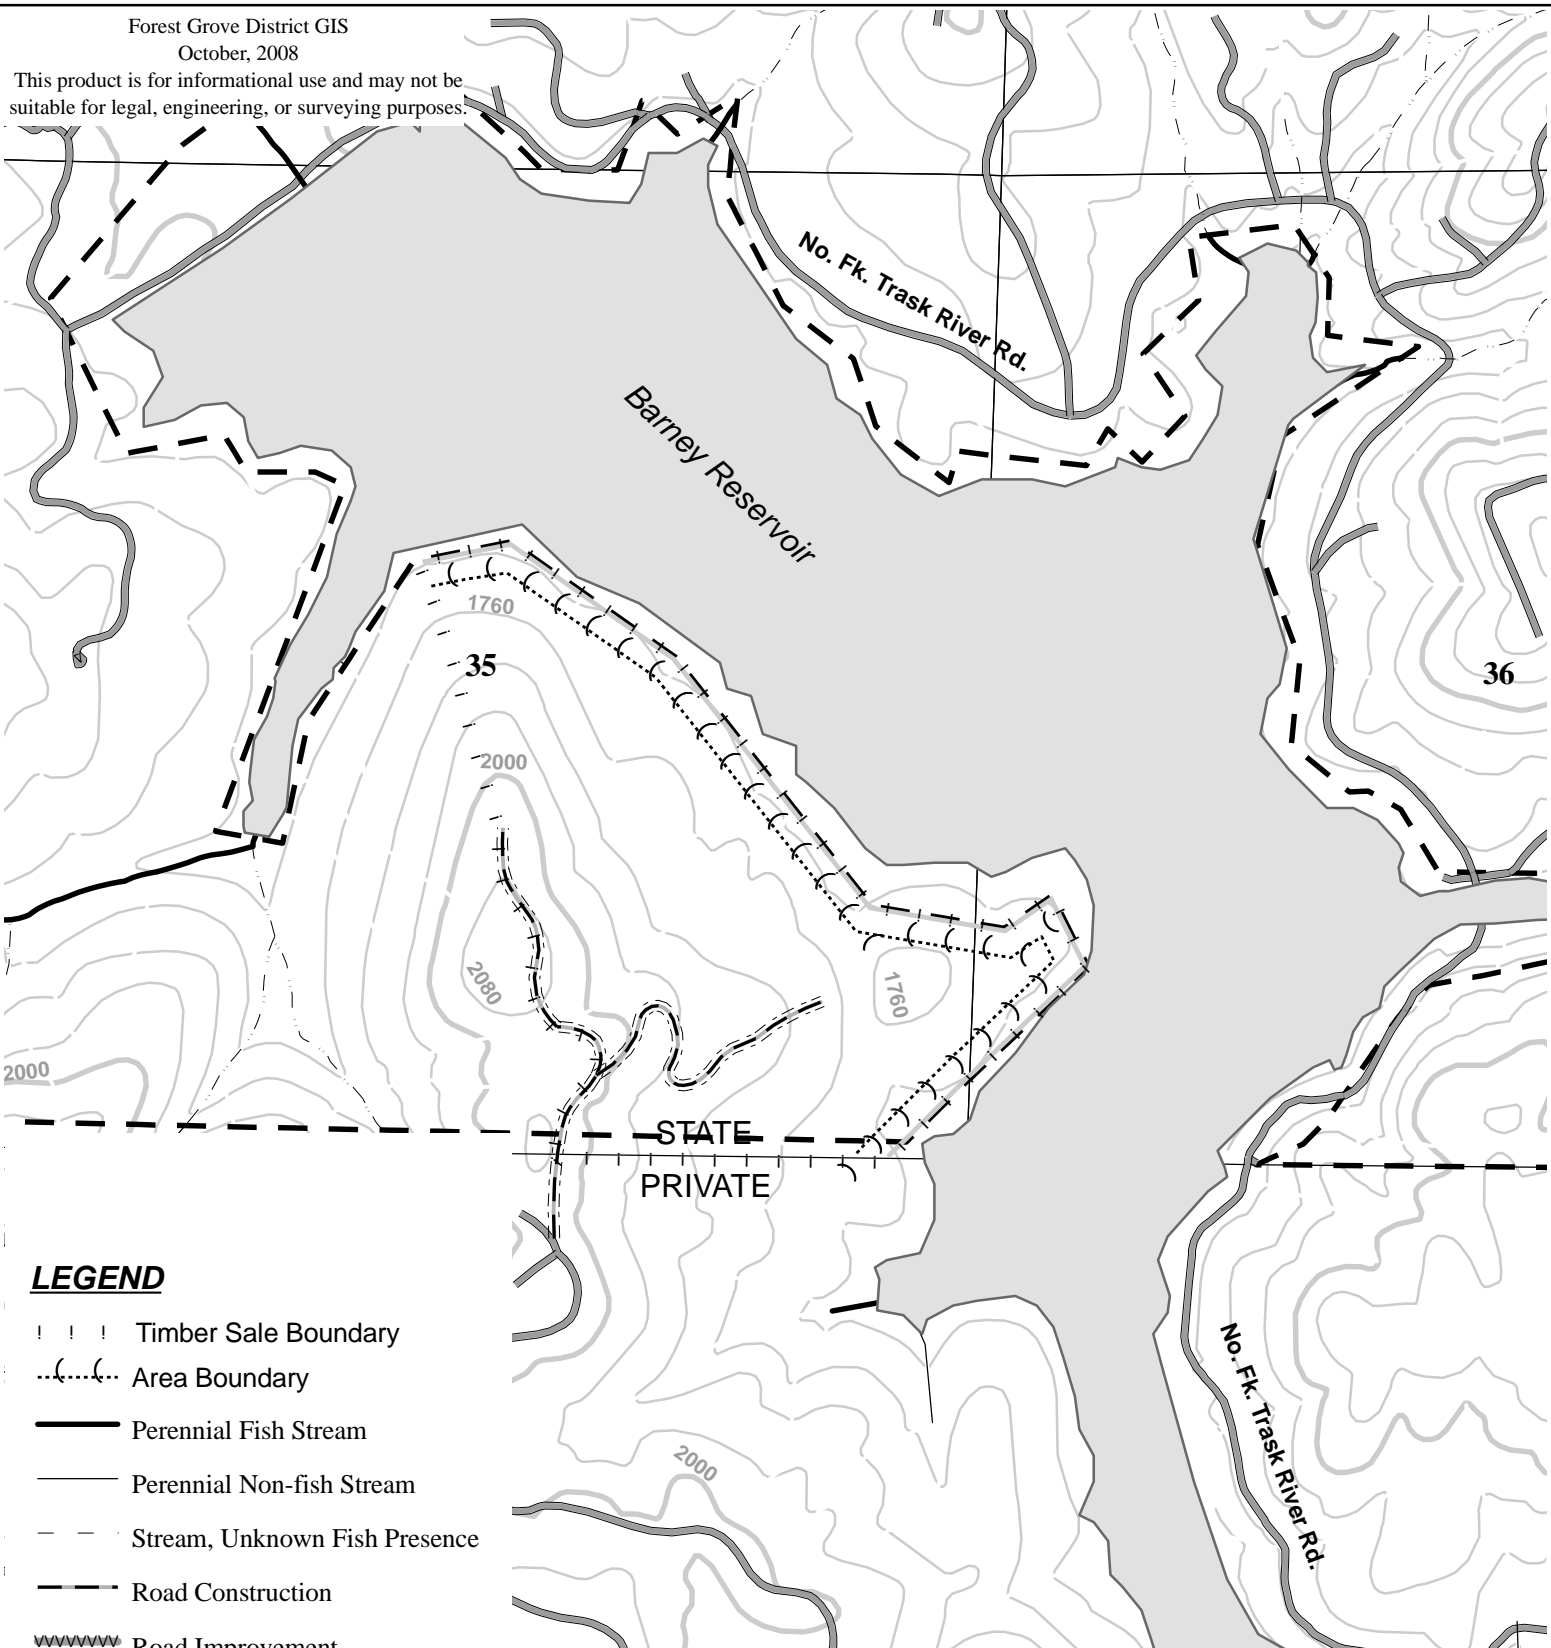 Forest Grove District GIS
October, 2008
This product is for informational use and may not be
suitable for legal, engineering, or surveying purposes.
No. Fk. Trask River Rd.
Barney Reservoir
1760
35
36
2000
2080
1760
2000
STATE
PRIVATE
LEGEND
Timber Sale Boundary
Area Boundary
Perennial Fish Stream
Perennial Non-fish Stream
Stream, Unknown Fish Presence
Road Construction
Road Improvement
2000
No. Fk. Trask River Rd.